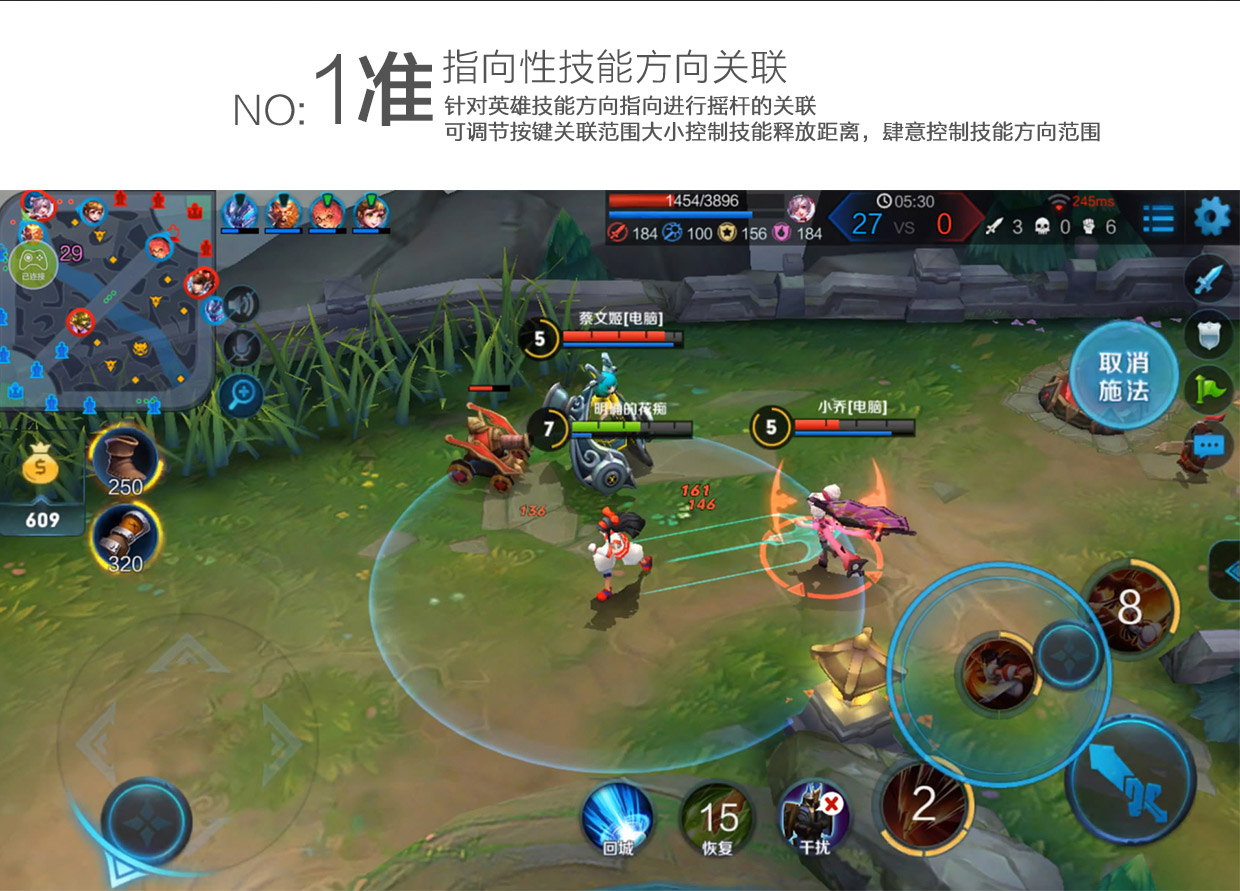 NO: 1 准 指向性技能方向关联
针对英雄技能方向指向进行摇杆的关联
可调节按键关联范围大小控制技能释放距离，肆意控制技能方向范围
1454/3896
184 100 156 184
05:30
27 VS 0
245ms
3 0 6
29
已连接
蔡文姬[电脑]
5
7
小乔[电脑]
5
取消
施法
250
609
320
161
146
136
8
2
15
回城
恢复
干扰